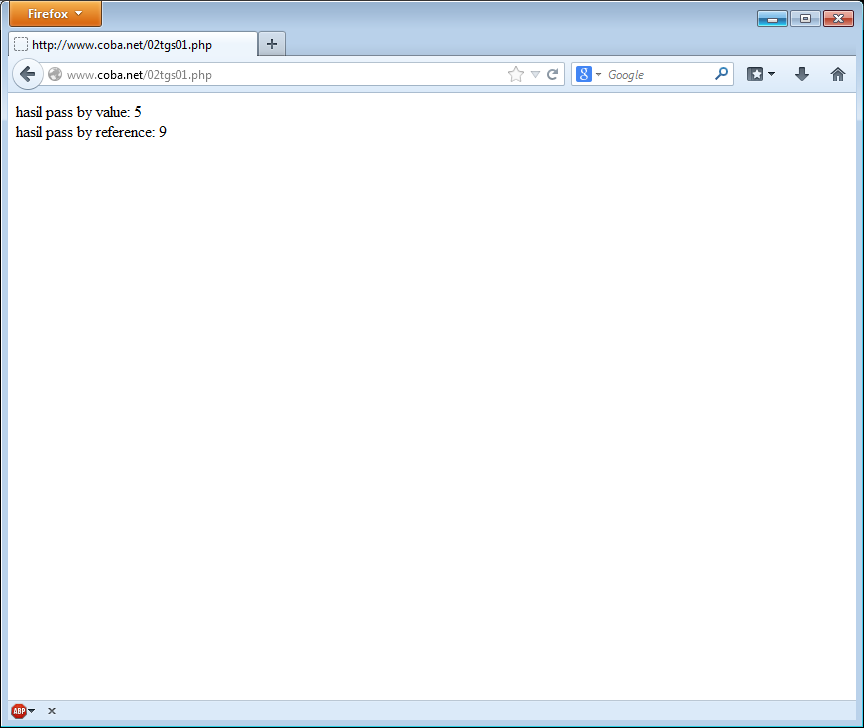 Firefox
http://www.coba.net/02tgs01.php
www.coba.net/02tgs01.php
8 Google
hasil pass by value: 5
hasil pass by reference: 9
ABP